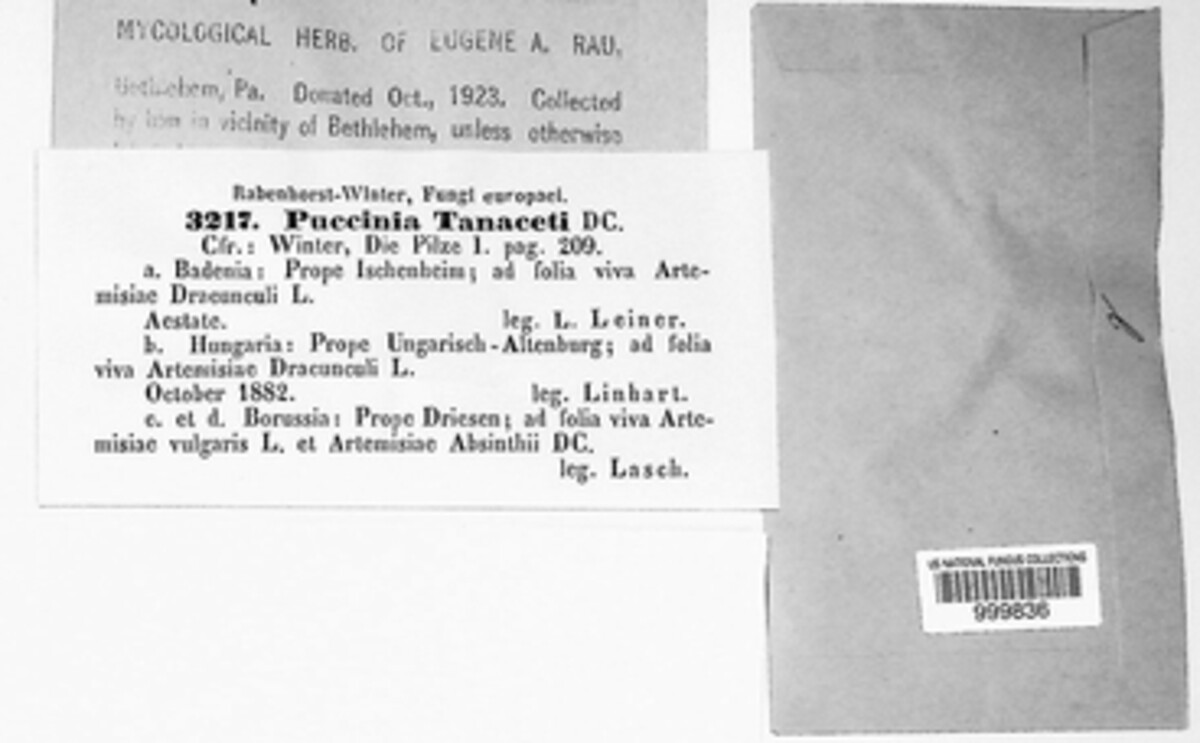 MYCOLOGICAL HERB. OF EUGENE A. RAU.
Bethlehem, Pa. Donated Oct., 1923. Collected
by him in vicinity of Bethlehem, unless otherwise
Rabenhorst-Winter, Fungi europaei.
3217. Puccinia Tanaceti DC.
Cfr.: Winter, Die Pilze I. pag. 209.
a. Badenia: Prope Ischenheim; ad folia viva Arte-
misiae Dracunculi L.
Aestate. leg. L. Leiner.
b. Hungaria: Prope Ungarisch-Altenburg; ad folia
viva Artemisiae Dracunculi L.
October 1882. leg. Linhart.
c. et d. Borussia: Prope Driesen; ad folia viva Arte-
misiae vulgaris L. et Artemisiae Absinthii DC.
leg. Lasch.
US NATIONAL FUNGUS COLLECTIONS
999836